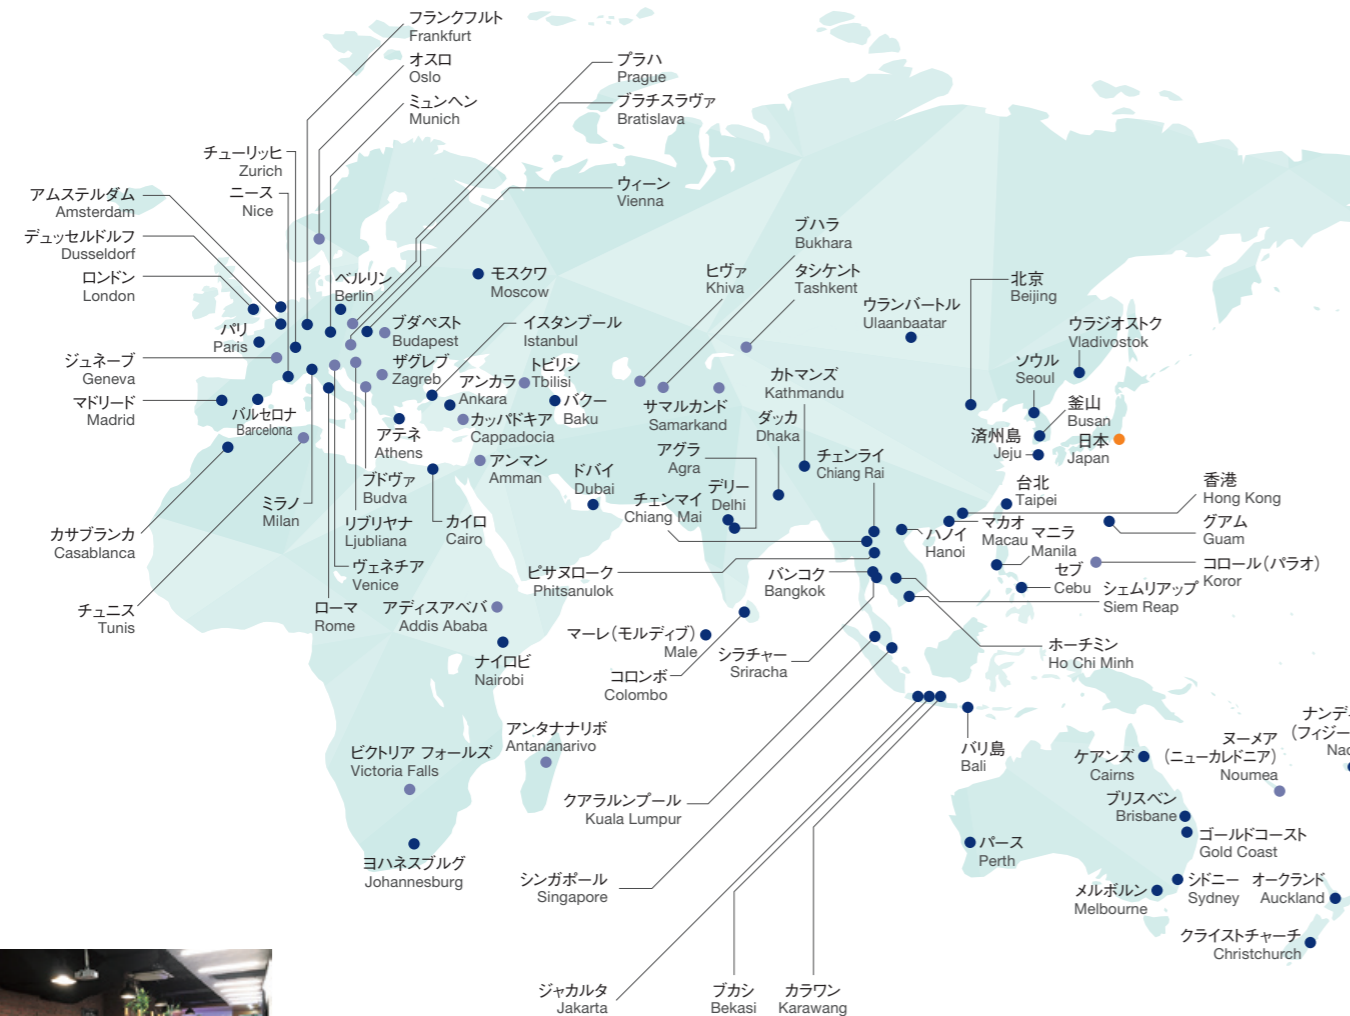 フランクフルト
Frankfurt
オスロ
Oslo
ミュンヘン
Munich
プラハ
Prague
ブラチスラヴァ
Bratislava
ウィーン
Vienna
チューリッヒ
Zurich
ニース
Nice
アムステルダム
Amsterdam
デュッセルドルフ
Dusseldorf
ロンドン
London
パリ
Paris
ジュネーブ
Geneva
マドリード
Madrid
バルセロナ
Barcelona
ベルリン
Berlin
モスクワ
Moscow
ブダペスト
Budapest
ザグレブ
Zagreb
イスタンブール
Istanbul
アンカラ
Ankara
トビリシ
Tbilisi
バクー
Baku
カッパドキア
Cappadocia
アテネ
Athens
アンマン
Amman
ブドヴァ
Budva
ミラノ
Milan
リブリヤナ
Ljubliana
カイロ
Cairo
ヴェネチア
Venice
ローマ
Rome
カサブランカ
Casablanca
チュニス
Tunis
アディスアベバ
Addis Ababa
ナイロビ
Nairobi
アンタナナリボ
Antananarivo
ビクトリア フォールズ
Victoria Falls
ヨハネスブルグ
Johannesburg
ブハラ
Bukhara
ヒヴァ
Khiva
タシケント
Tashkent
サマルカンド
Samarkand
ウランバートル
Ulaanbaatar
北京
Beijing
ウラジオストク
Vladivostok
ソウル
Seoul
釜山
Busan
済州島
Jeju
日本
Japan
カトマンズ
Kathmandu
ダッカ
Dhaka
アグラ
Agra
デリー
Delhi
ドバイ
Dubai
チェンライ
Chiang Rai
チェンマイ
Chiang Mai
ピサヌローク
Phitsanulok
バンコク
Bangkok
ハノイ
Hanoi
台北
Taipei
香港
Hong Kong
マカオ
Macau
マニラ
Manila
グアム
Guam
セブ
Cebu
コロール(パラオ)
Koror
シェムリアップ
Siem Reap
ホーチミン
Ho Chi Minh
マーレ(モルディブ)
Male
コロンボ
Colombo
シラチャー
Sriracha
クアラルンプール
Kuala Lumpur
シンガポール
Singapore
ジャカルタ
Jakarta
ブカシ
Bekasi
カラワン
Karawang
バリ島
Bali
ケアンズ
Cairns
ブリスベン
Brisbane
ゴールドコースト
Gold Coast
パース
Perth
メルボルン
Melbourne
シドニー
Sydney
オークランド
Auckland
クライストチャーチ
Christchurch
ヌーメア
(ニューカレドニア)
Noumea
ナンデ
(フィジー